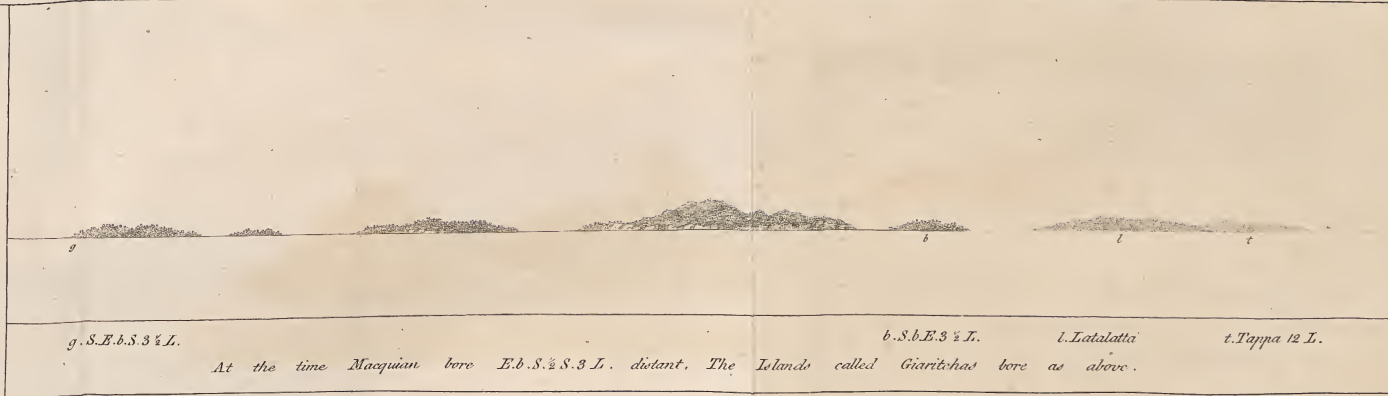 g b l t
g. S.E.b.S. 3 ½ L. b. S.b.E. 3 ½ L. l. Latalatta t. Tappa 12 L.
At the time Macquian bore E.b.S. ½ S. 3 L. distant, The Islands called Giaritchas bore as above.